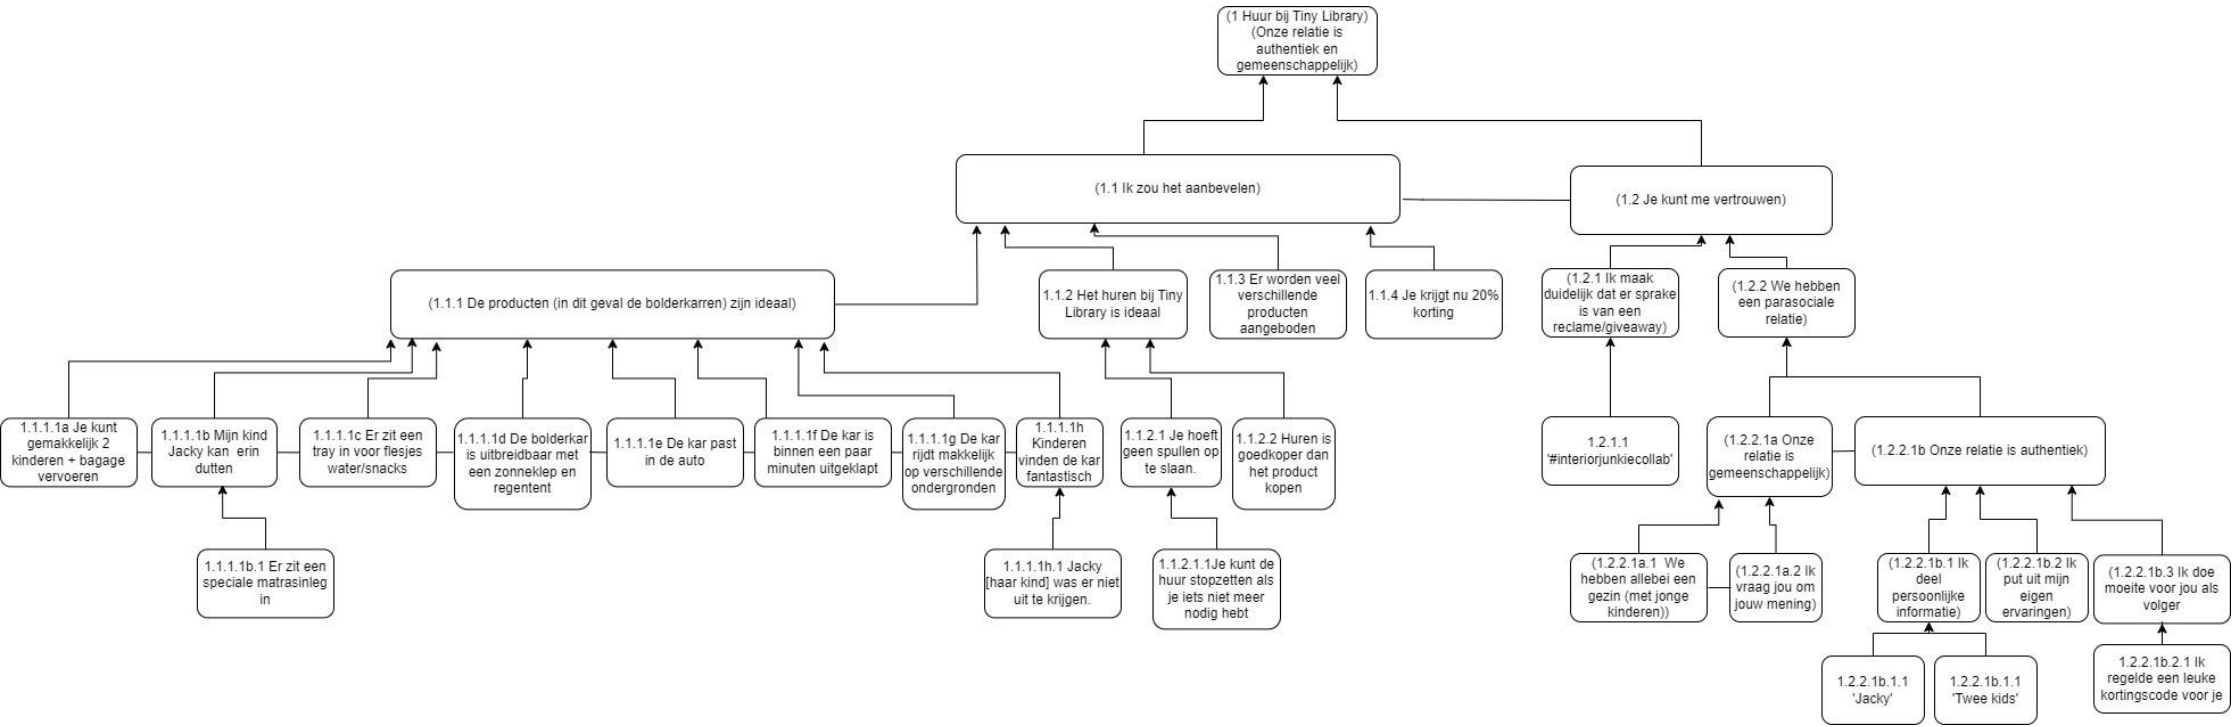 (1 Huur bij Tiny Library)
(Onze relatie is
authentiek en
gemeenschappelijk)
(1.1 Ik zou het aanbevelen)
(1.2 Je kunt me vertrouwen)
(1.1.1 De producten (in dit geval de bolderkarren) zijn ideaal)
1.1.2 Het huren bij Tiny
Library is ideaal
1.1.3 Er worden veel
verschillende
producten
aangeboden
1.1.4 Je krijgt nu 20%
korting
(1.2.1 Ik maak
duidelijk dat er sprake
is van een
reclame/giveaway)
(1.2.2 We hebben
een parasociale
relatie)
1.1.1.1a Je kunt
gemakkelijk 2
kinderen + bagage
vervoeren
1.1.1.1b Mijn kind
Jacky kan  erin
dutten
1.1.1.1c Er zit een
tray in voor flesjes
water/snacks
1.1.1.1d De bolderkar
is uitbreidbaar met
een zonneklep en
regentent
1.1.1.1e De kar past
in de auto
1.1.1.1f De kar is
binnen een paar
minuten uitgeklapt
1.1.1.1g De kar
rijdt makkelijk
op verschillende
ondergronden
1.1.1.1h
Kinderen
vinden de kar
fantastisch
1.1.2.1 Je hoeft
geen spullen op
te slaan.
1.1.2.2 Huren is
goedkoper dan
het product
kopen
1.2.1.1
'#interiorjunkiecollab'
(1.2.2.1a Onze
relatie is
gemeenschappelijk)
(1.2.2.1b Onze relatie is authentiek)
1.1.1.1b.1 Er zit een
speciale matrasinleg
in
1.1.1.1h.1 Jacky
[haar kind] was er niet
uit te krijgen.
1.1.2.1.1Je kunt de
huur stopzetten als
je iets niet meer
nodig hebt
(1.2.2.1a.1  We
hebben allebei een
gezin (met jonge
kinderen))
(1.2.2.1a.2 Ik
vraag jou om
jouw mening)
(1.2.2.1b.1 Ik
deel
persoonlijke
informatie)
(1.2.2.1b.2 Ik
put uit mijn
eigen
ervaringen)
(1.2.2.1b.3 Ik doe
moeite voor jou als
volger
1.2.2.1b.1.1
'Jacky'
1.2.2.1b.1.1
'Twee kids'
1.2.2.1b.2.1 Ik
regelde een leuke
kortingscode voor je